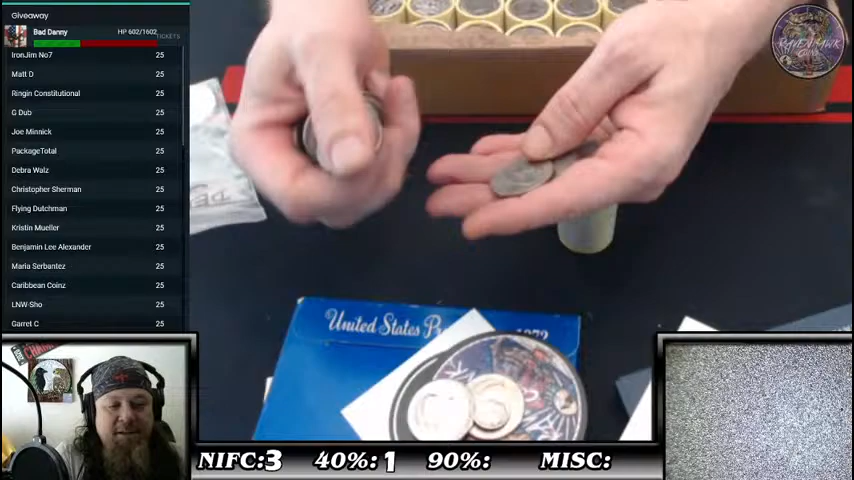 Giveaway
Bad Danny HP 602/1602
TICKETS
IronJim No7 25
Matt D 25
Ringin Constitutional 25
G Dub 25
Joe Minnick 25
PackageTotal 25
Debra Walz 25
Christopher Sherman 25
Flying Dutchman 25
Kristin Mueller 25
Benjamin Lee Alexander 25
Maria Serbantez 25
Caribbean Coinz 25
LNW-Sho 25
Garret C 25
RAVENHAWK
United States Pr
1972
NIFC:3 40%:1 90%: MISC: